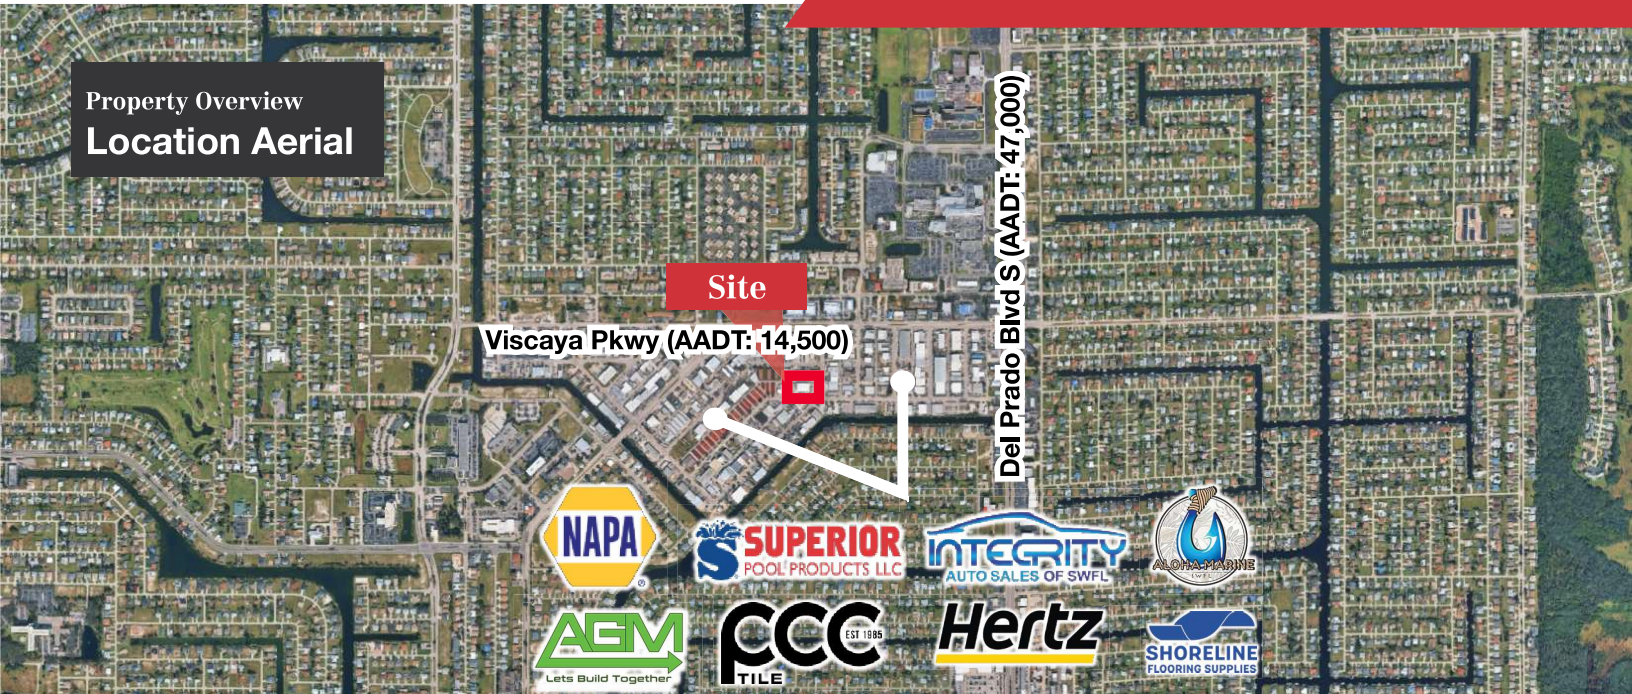 Property Overview
Location Aerial
Del Prado Blvd S (AADT: 47,000)
Site
Viscaya Pkwy (AADT: 14,500)
NAPA
SUPERIOR
POOL PRODUCTS LLC
INTEGRITY
AUTO SALES OF SWFL
ALOHA MARINE
SWFL
AGM
Lets Build Together
CCC
EST 1985
TILE
Hertz
SHORELINE
FLOORING SUPPLIES